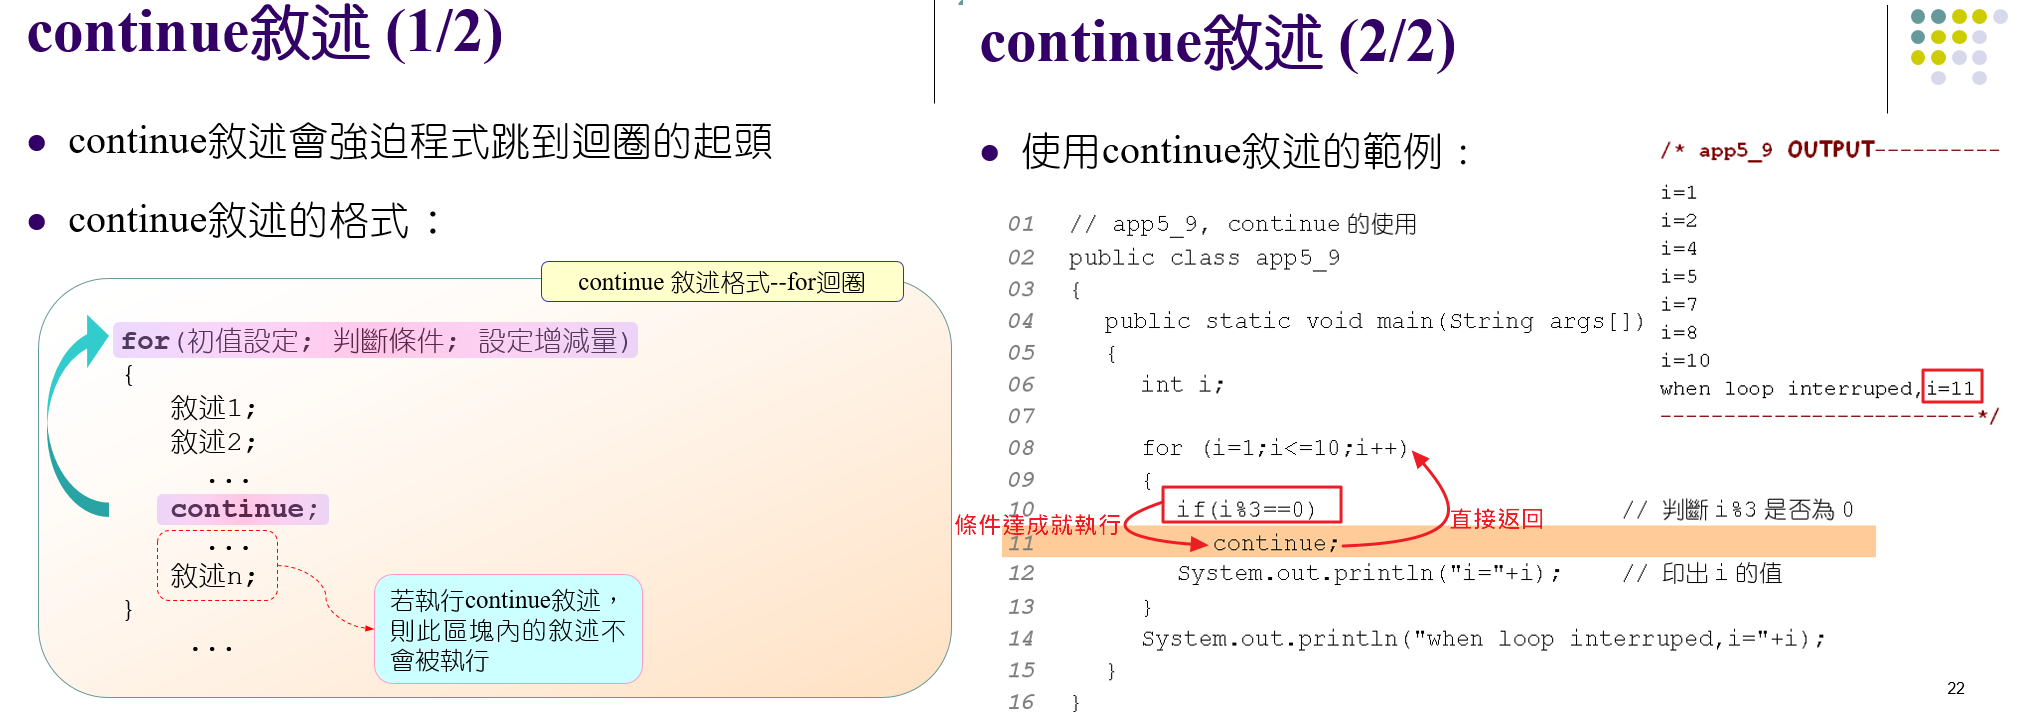 continue敘述 (1/2)
● continue敘述會強迫程式跳到迴圈的起頭
● continue敘述的格式：
continue 敘述格式--for迴圈
for(初值設定; 判斷條件; 設定增減量)
{
敘述1;
敘述2;
...
continue;
...
敘述n;
}
...
若執行continue敘述，
則此區塊內的敘述不
會被執行
continue敘述 (2/2)
● 使用continue敘述的範例：
01 // app5_9, continue 的使用
02 public class app5_9
03 {
04 public static void main(String args[])
05 {
06 int i;
07
08 for (i=1;i<=10;i++)
09 {
10 if(i%3==0) // 判斷 i%3 是否為 0
11 continue;
12 System.out.println("i="+i); // 印出 i 的值
13 }
14 System.out.println("when loop interruped,i="+i);
15 }
16 }
條件達成就執行
直接返回
/* app5_9 OUTPUT----------
i=1
i=2
i=4
i=5
i=7
i=8
i=10
when loop interruped,i=11
-------------------------*/
22